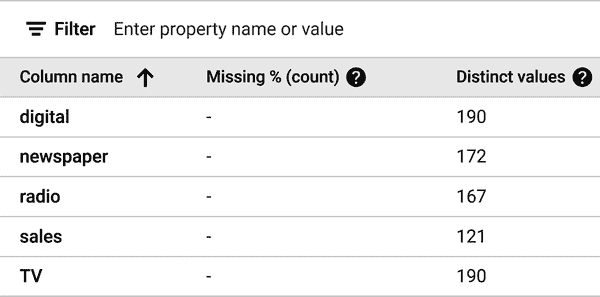 Filter Enter property name or value
Column name ↑ Missing % (count) ? Distinct values ?
digital - 190
newspaper - 172
radio - 167
sales - 121
TV - 190